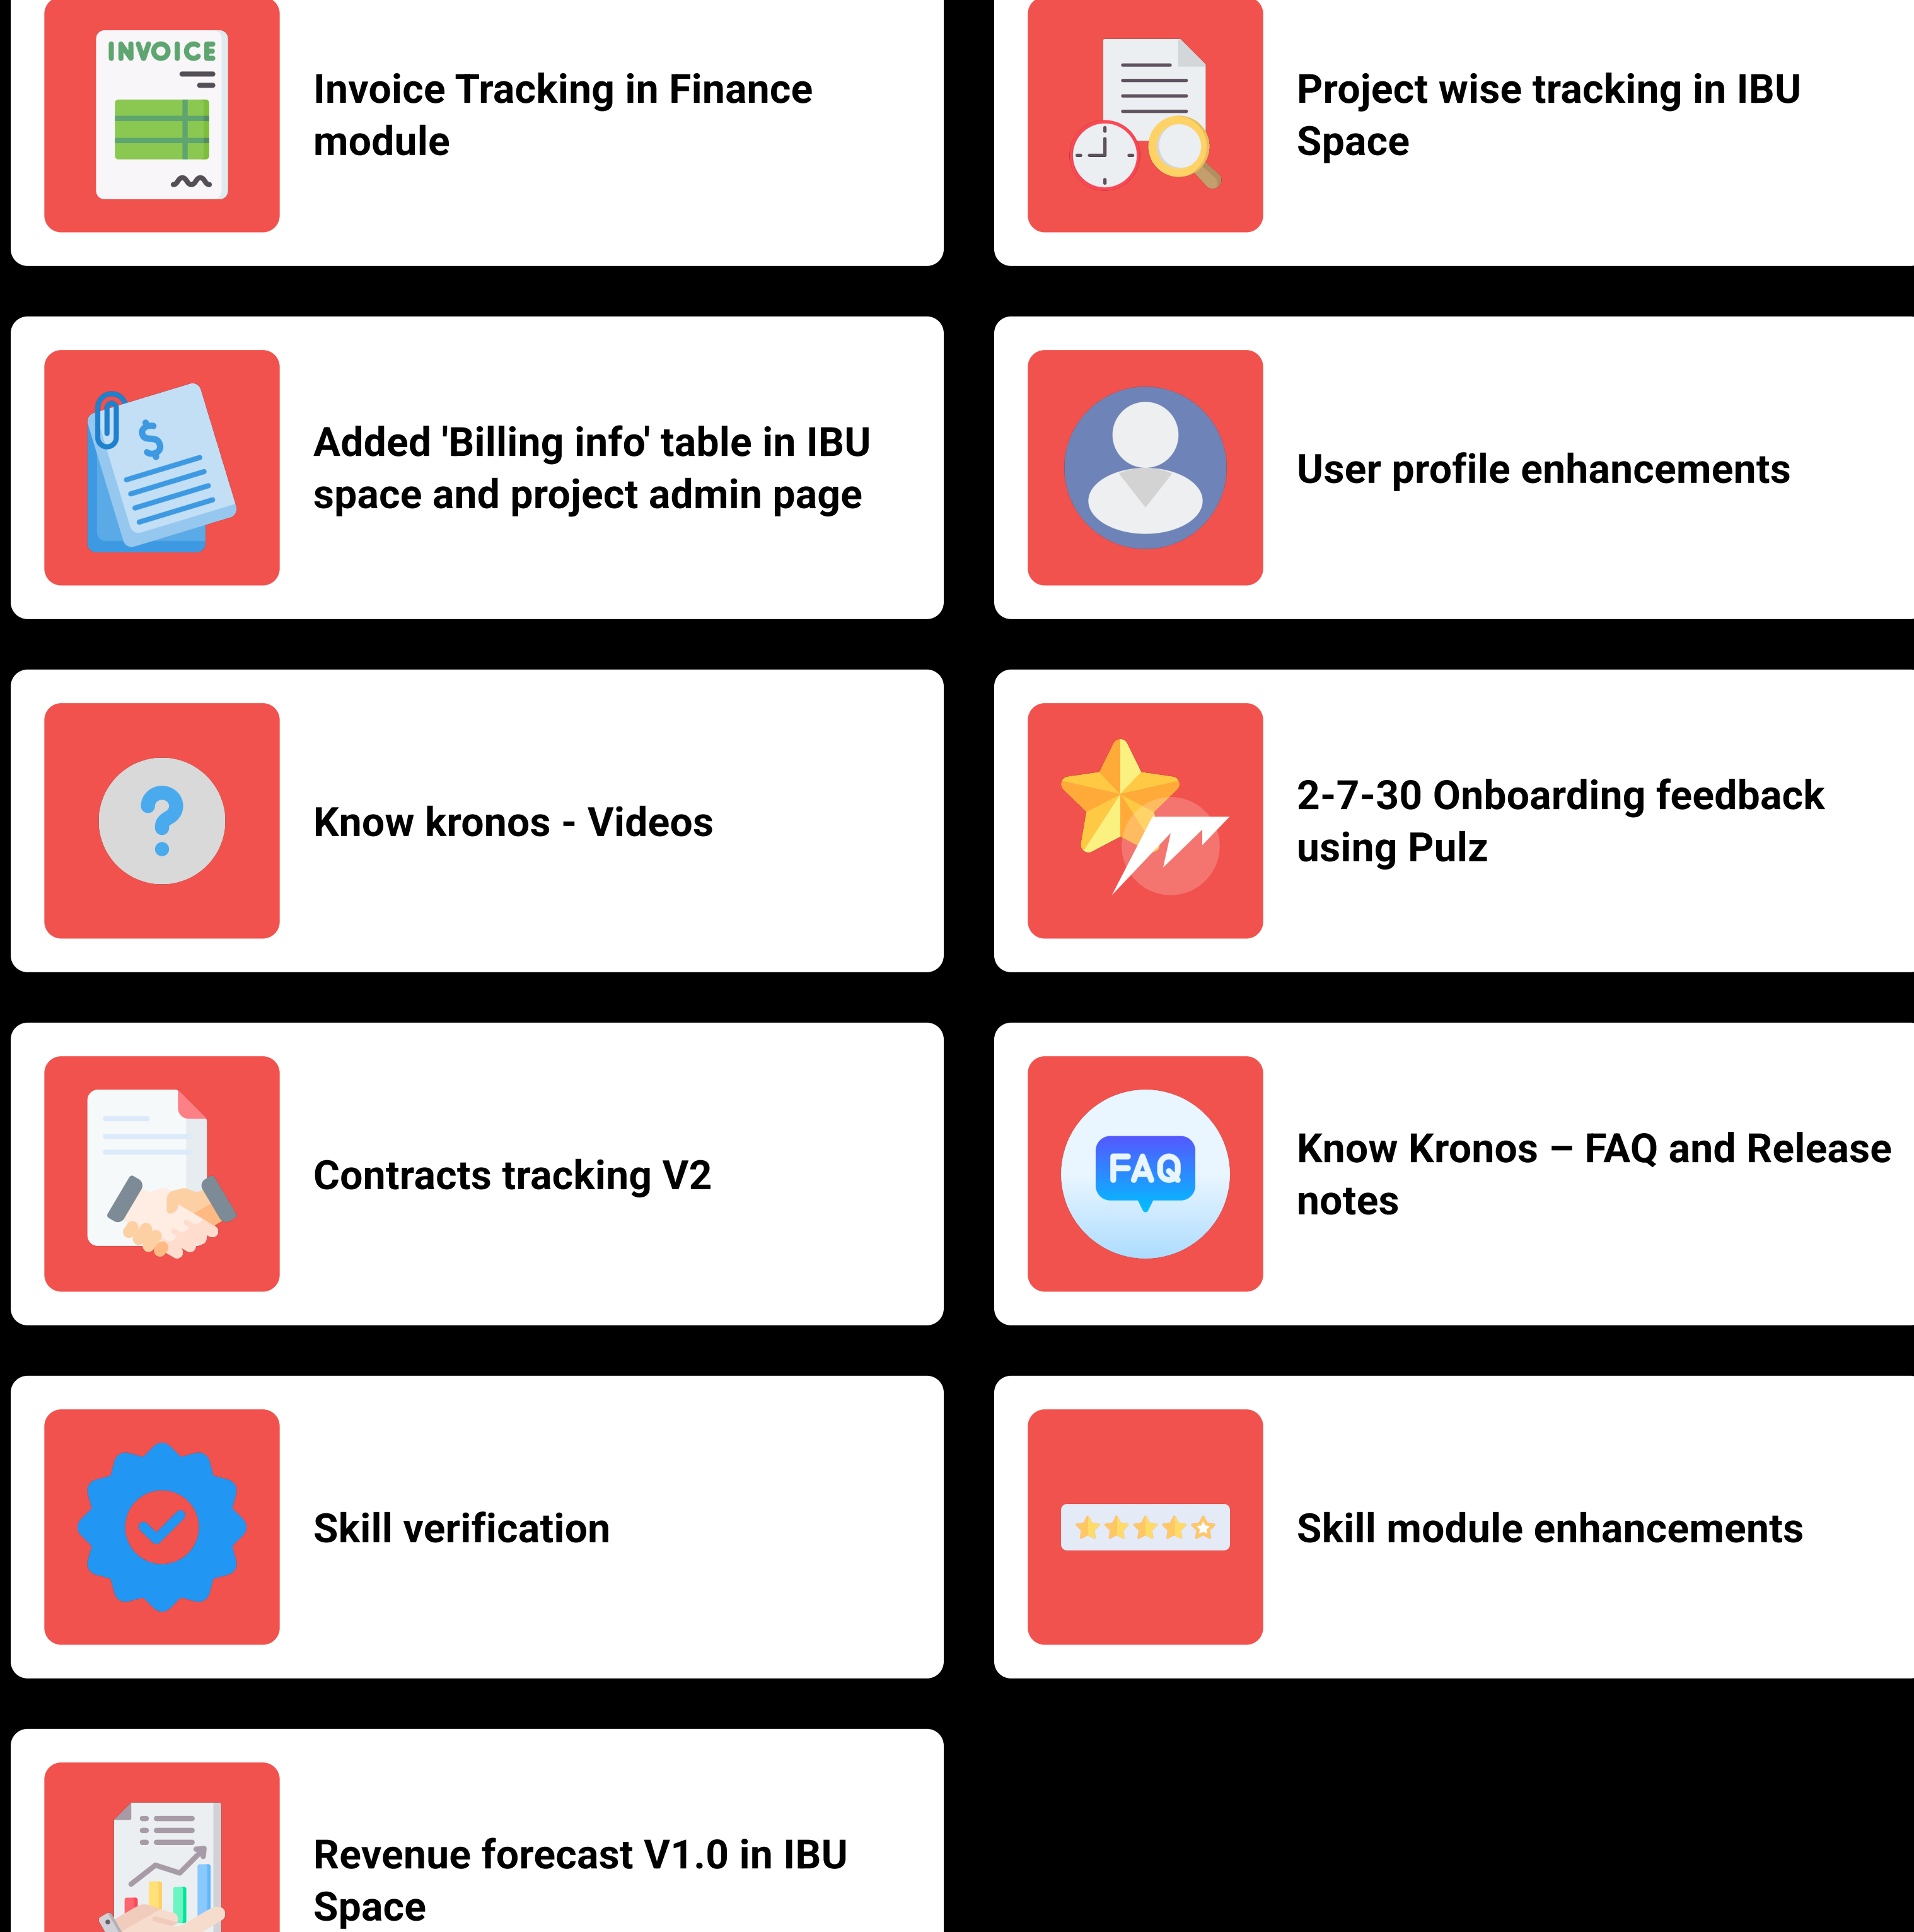 INVOICE
Invoice Tracking in Finance
module
Project wise tracking in IBU
Space
$
Added 'Billing info' table in IBU
space and project admin page
User profile enhancements
?
Know kronos - Videos
2-7-30 Onboarding feedback
using Pulz
Contracts tracking V2
FAQ
Know Kronos – FAQ and Release
notes
Skill verification
Skill module enhancements
Revenue forecast V1.0 in IBU
Space